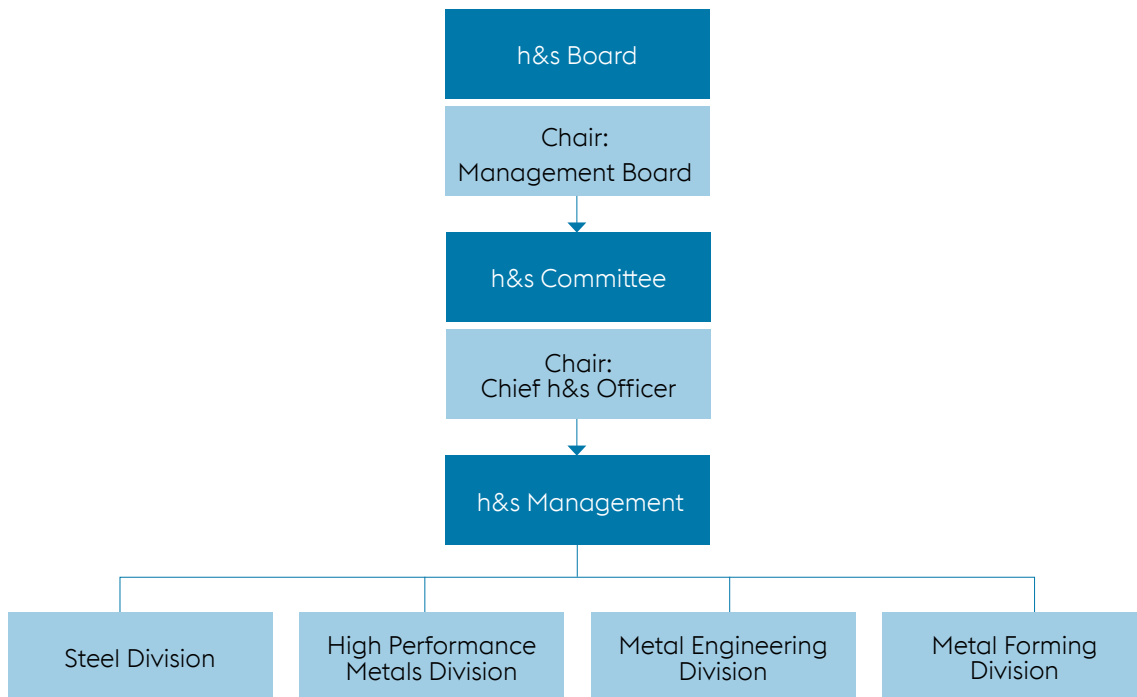 h&s Board
Chair:
Management Board
h&s Committee
Chair:
Chief h&s Officer
h&s Management
Steel Division
High Performance
Metals Division
Metal Engineering
Division
Metal Forming
Division